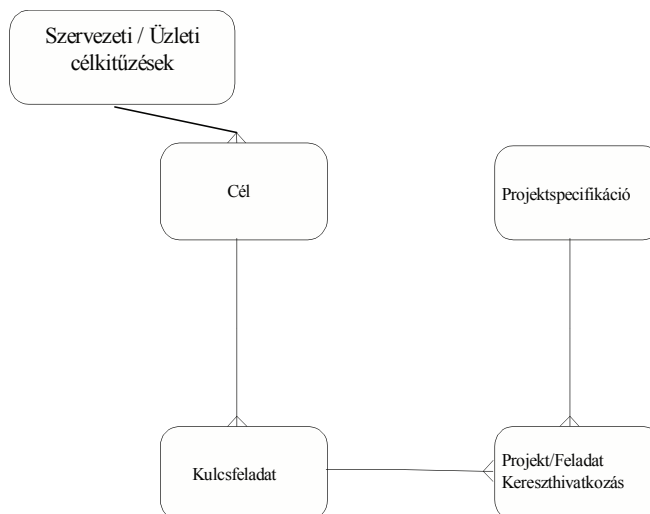 Szervezeti / Üzleti
célkitűzések
Cél
Projektspecifikáció
Kulcsfeladat
Projekt/Feladat
Kereszthivatkozás